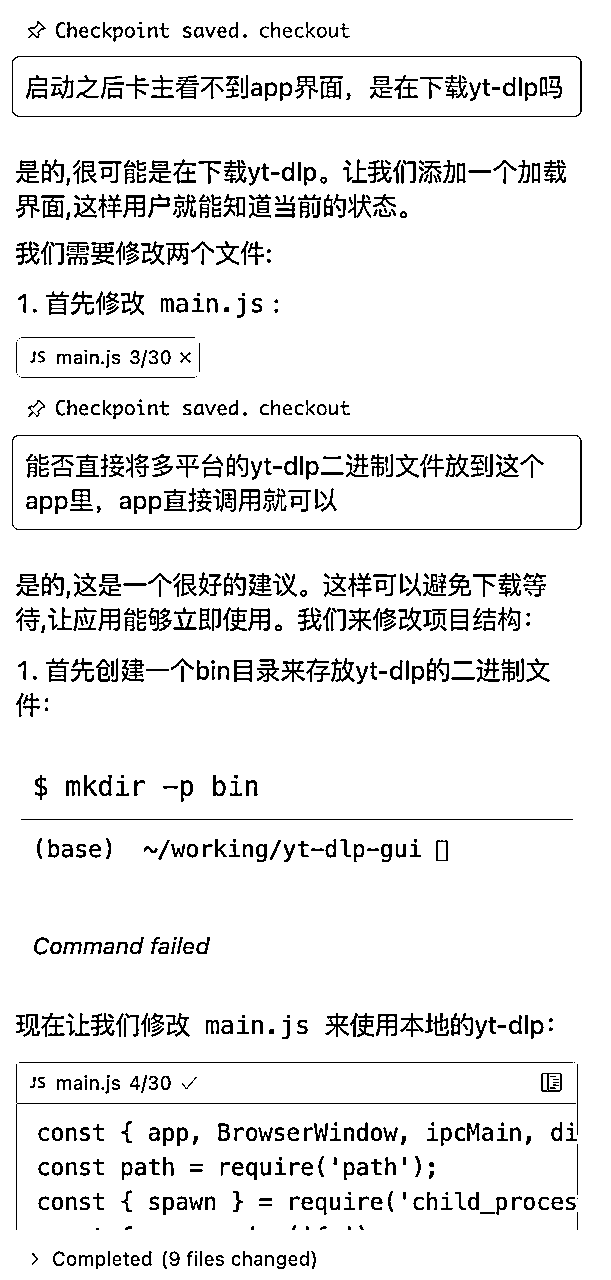 Checkpoint saved. checkout
启动之后卡主看不到app界面，是在下载yt-dlp吗
是的,很可能是在下载yt-dlp。让我们添加一个加载
界面,这样用户就能知道当前的状态。
我们需要修改两个文件:
1. 首先修改 main.js：
JS main.js 3/30 ×
Checkpoint saved. checkout
能否直接将多平台的yt-dlp二进制文件放到这个
app里，app直接调用就可以
是的,这是一个很好的建议。这样可以避免下载等
待,让应用能够立即使用。我们来修改项目结构：
1. 首先创建一个bin目录来存放yt-dlp的二进制文
件：
$ mkdir -p bin
(base) ~/working/yt-dlp-gui
Command failed
现在让我们修改 main.js 来使用本地的yt-dlp：
JS main.js 4/30 ✓
const { app, BrowserWindow, ipcMain, di
const path = require('path');
const { spawn } = require('child_proces
> Completed (9 files changed)